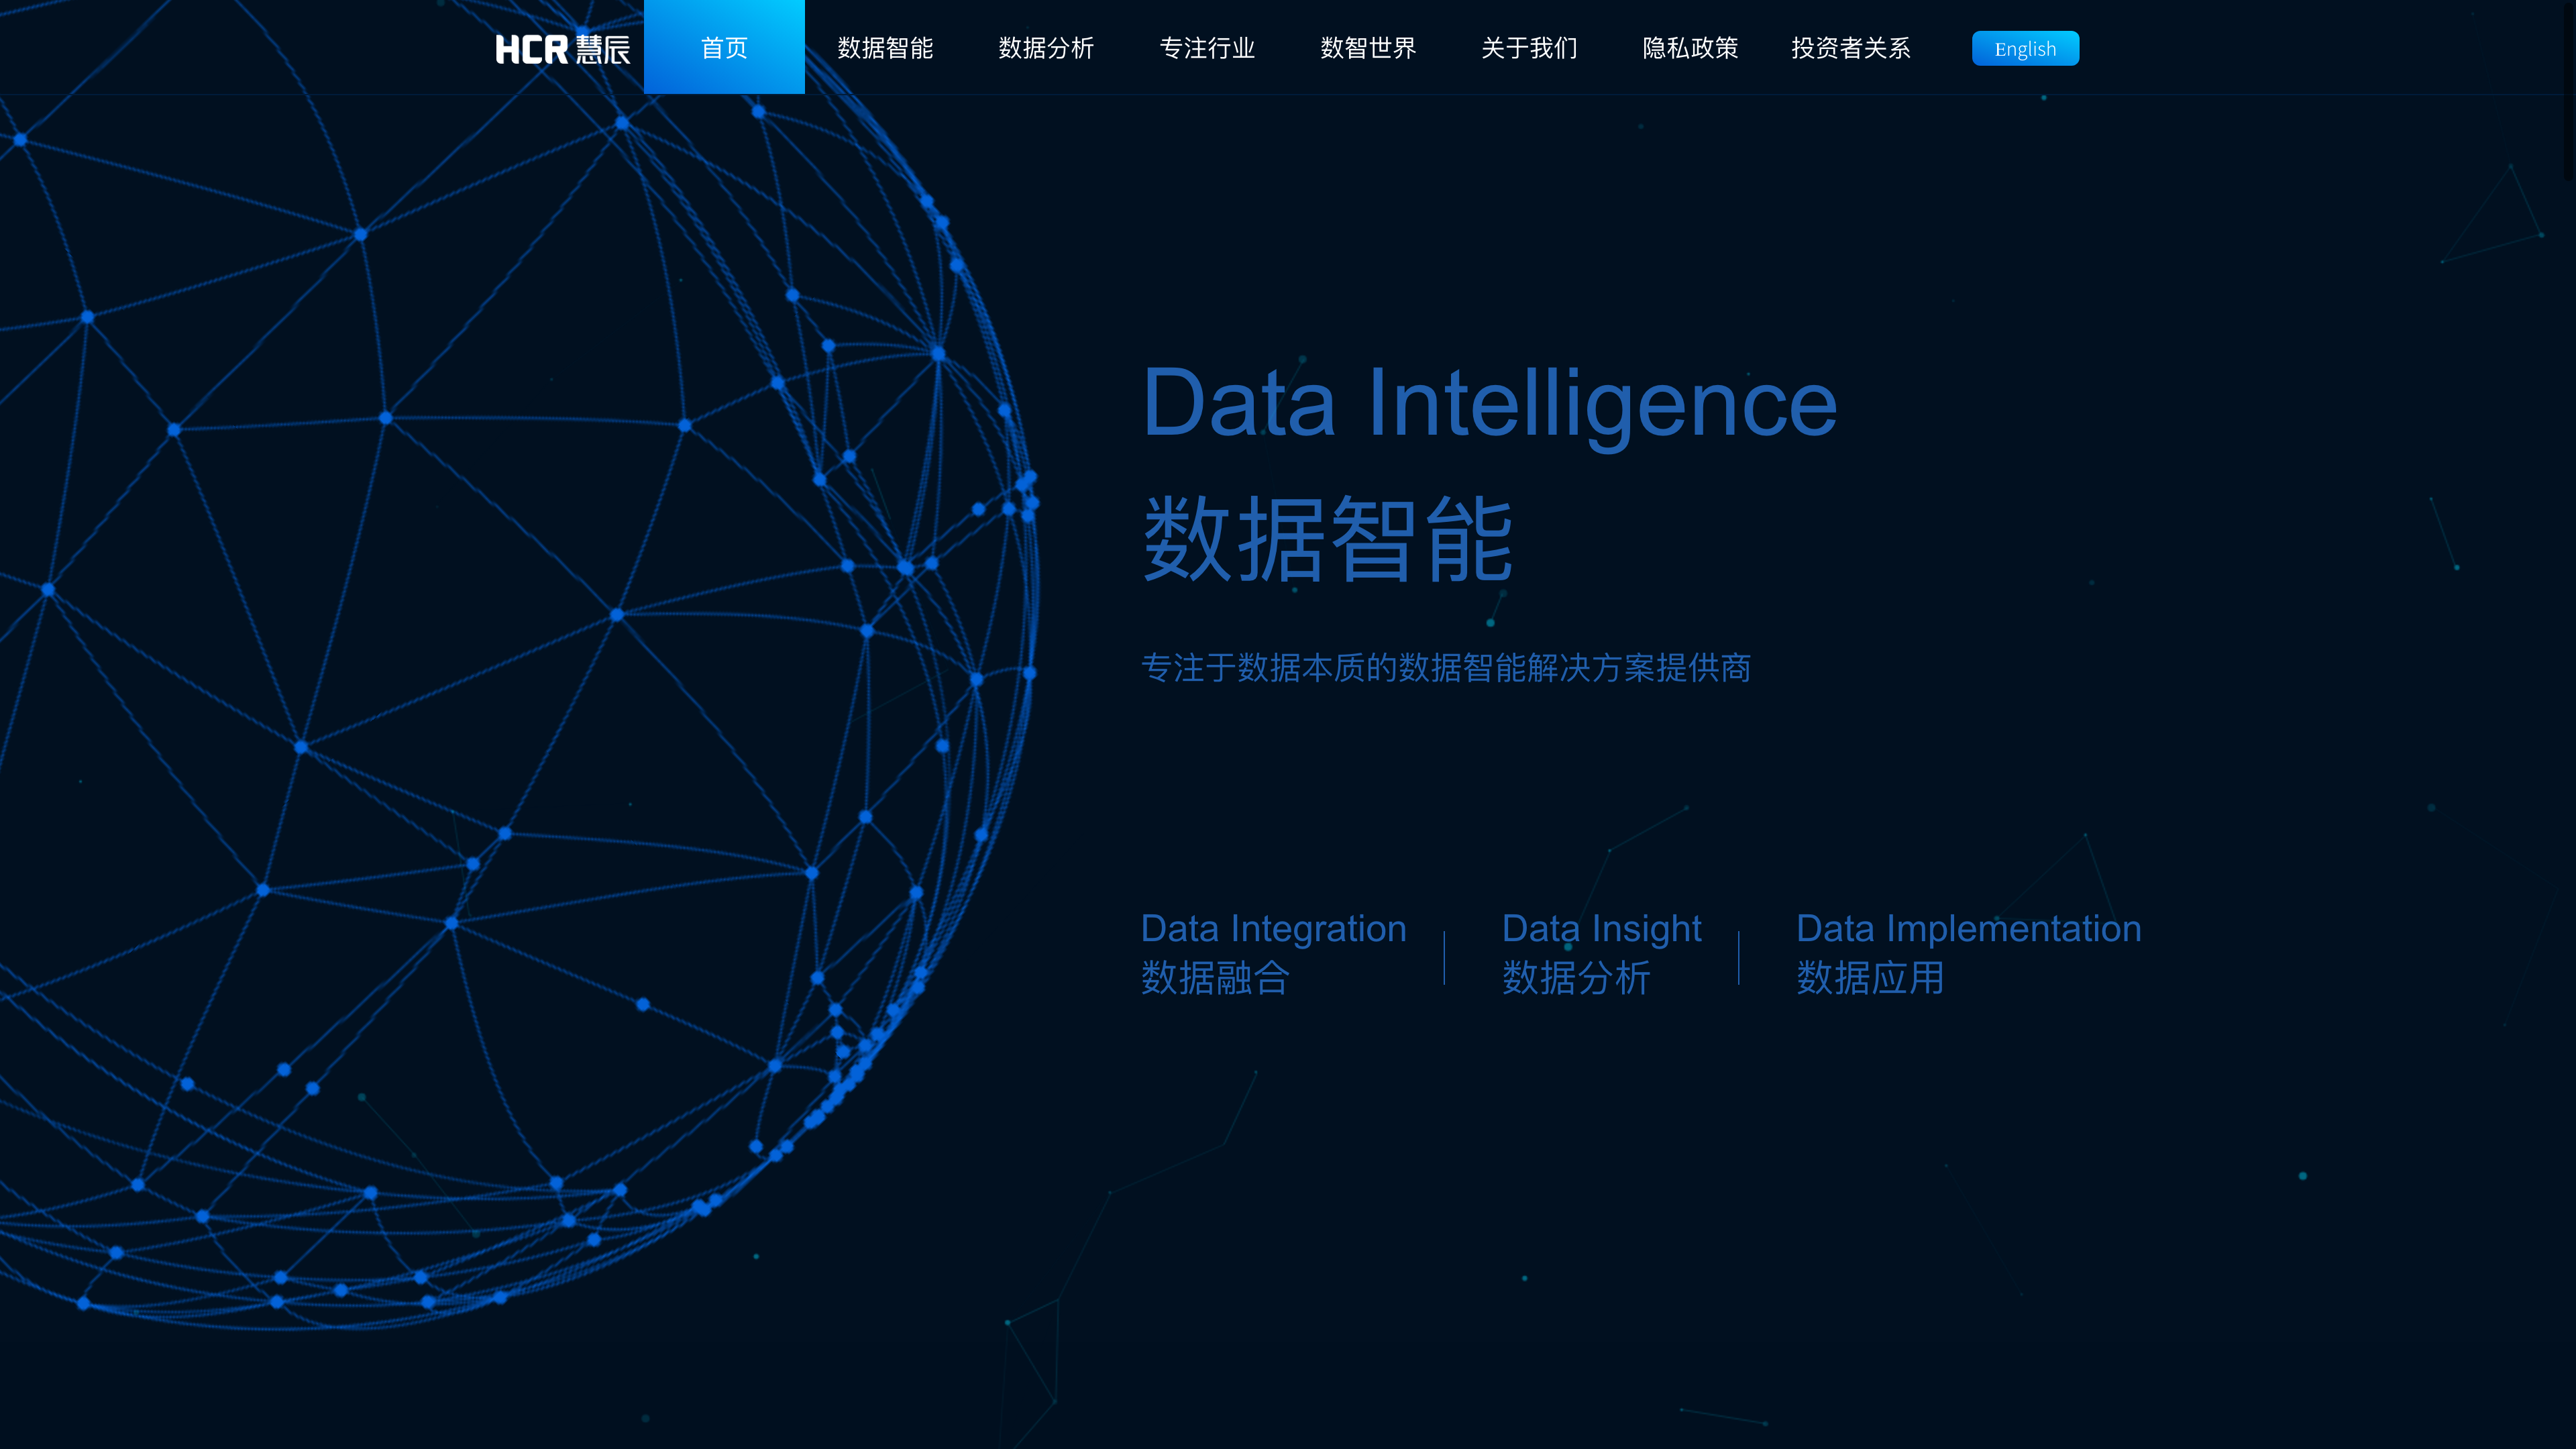 HCR 慧辰 首页 数据智能 数据分析 专注行业 数智世界 关于我们 隐私政策 投资者关系 English
Data Intelligence
数据智能
专注于数据本质的数据智能解决方案提供商
Data Integration
数据融合
Data Insight
数据分析
Data Implementation
数据应用